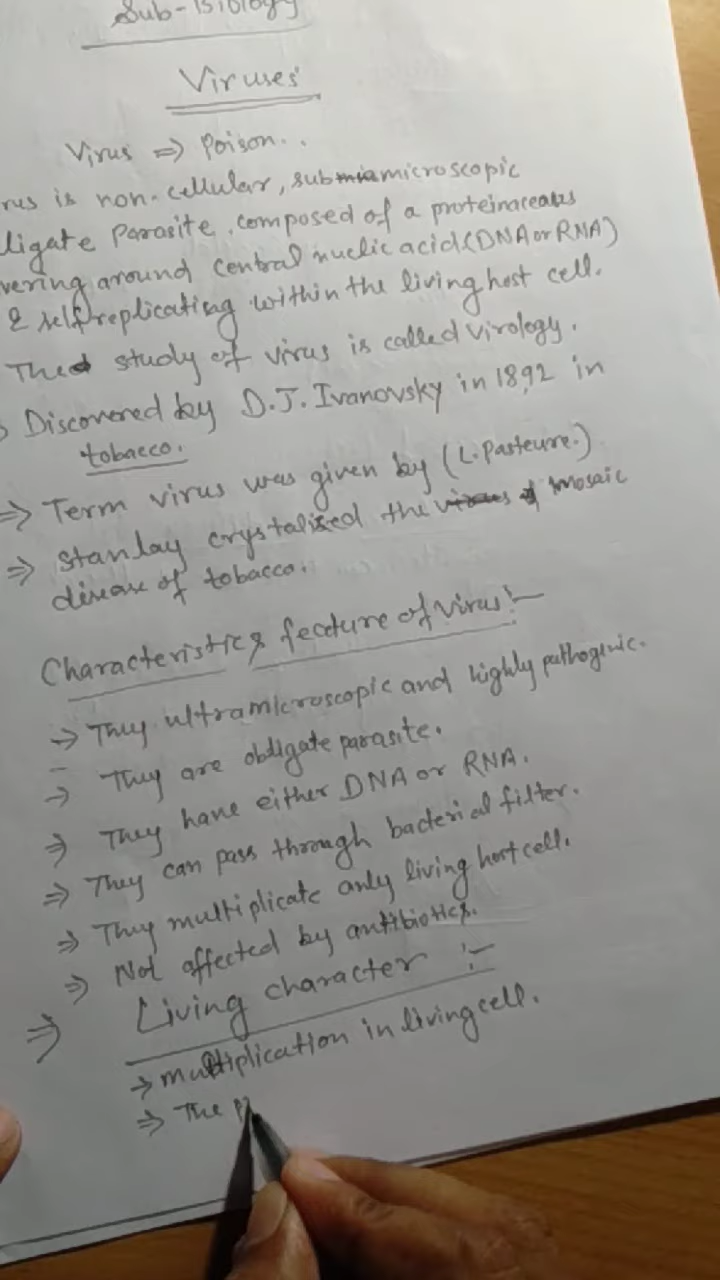 Sub-Biology
Viruses
Virus ⇒ Poison..
rus is non-cellular, submicroscopic
ligate Parasite, composed of a proteinaceaus
vering around central nuclic acid (DNA or RNA)
& self replicating within the living host cell.
The study of virus is called virology.
Discovered by D.J. Ivanovsky in 1892 in
tobacco.
⇒ Term virus was given by (L. Pasteure.)
⇒ Stanlay crystalized the mosaic
disease of tobacco.
Characteristics feature of virus:-
→ They ultramicroscopic and highly pathogenic.
→ They are obligate parasite.
⇒ They have either DNA or RNA.
⇒ They can pass through bacterial filter.
⇒ They multiplicate only living host cell.
⇒ Not affected by antibiotics.
⇒ Living character :-
→ multiplication in living cell.
⇒ The